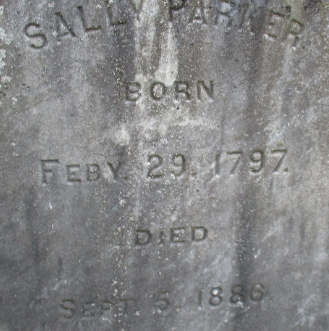 SALLY PARKER
BORN
FEBY. 29. 1797.
DIED
SEPT. 5. 1886